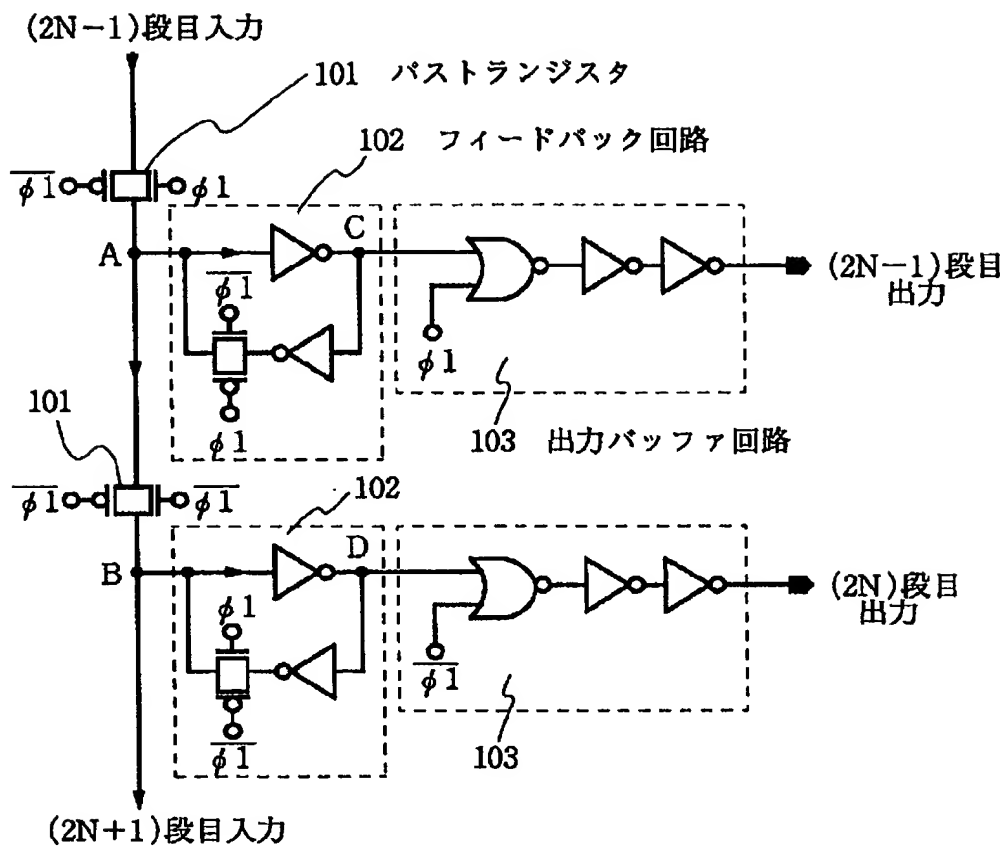 (2N−1)段目入力
101 パストランジスタ
102 フィードバック回路
φ1̅ φ1
A
C
φ1̅
(2N−1)段目
出力
φ1
φ1
101
103 出力バッファ回路
φ1̅ φ1̅
102
B
D
φ1
(2N)段目
出力
φ1̅
φ1̅
103
(2N+1)段目入力